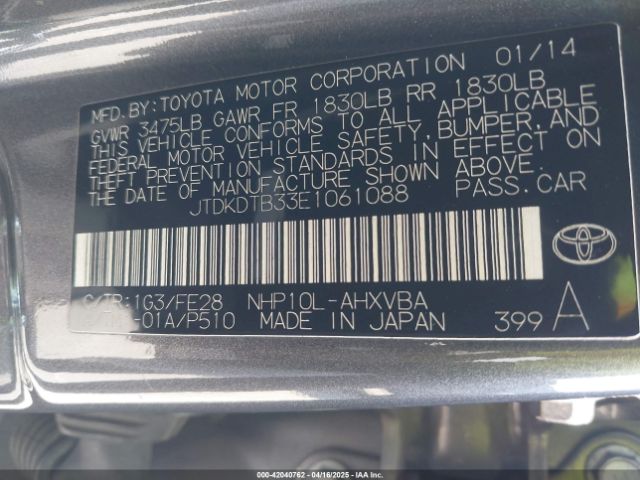 MFD. BY: TOYOTA MOTOR CORPORATION 01/14
GVWR 3475LB GAWR FR 1830LB RR 1830LB
THIS VEHICLE CONFORMS TO ALL APPLICABLE
FEDERAL MOTOR VEHICLE SAFETY, BUMPER, AND
THEFT PREVENTION STANDARDS IN EFFECT ON
THE DATE OF MANUFACTURE SHOWN ABOVE.
JTDKDTB33E1061088 PASS. CAR
C/TR:1G3/FE28 NHP10L-AHXVBA
-01A/P510 MADE IN JAPAN 399 A
000-42040762 - 04/16/2025 - IAA, Inc.